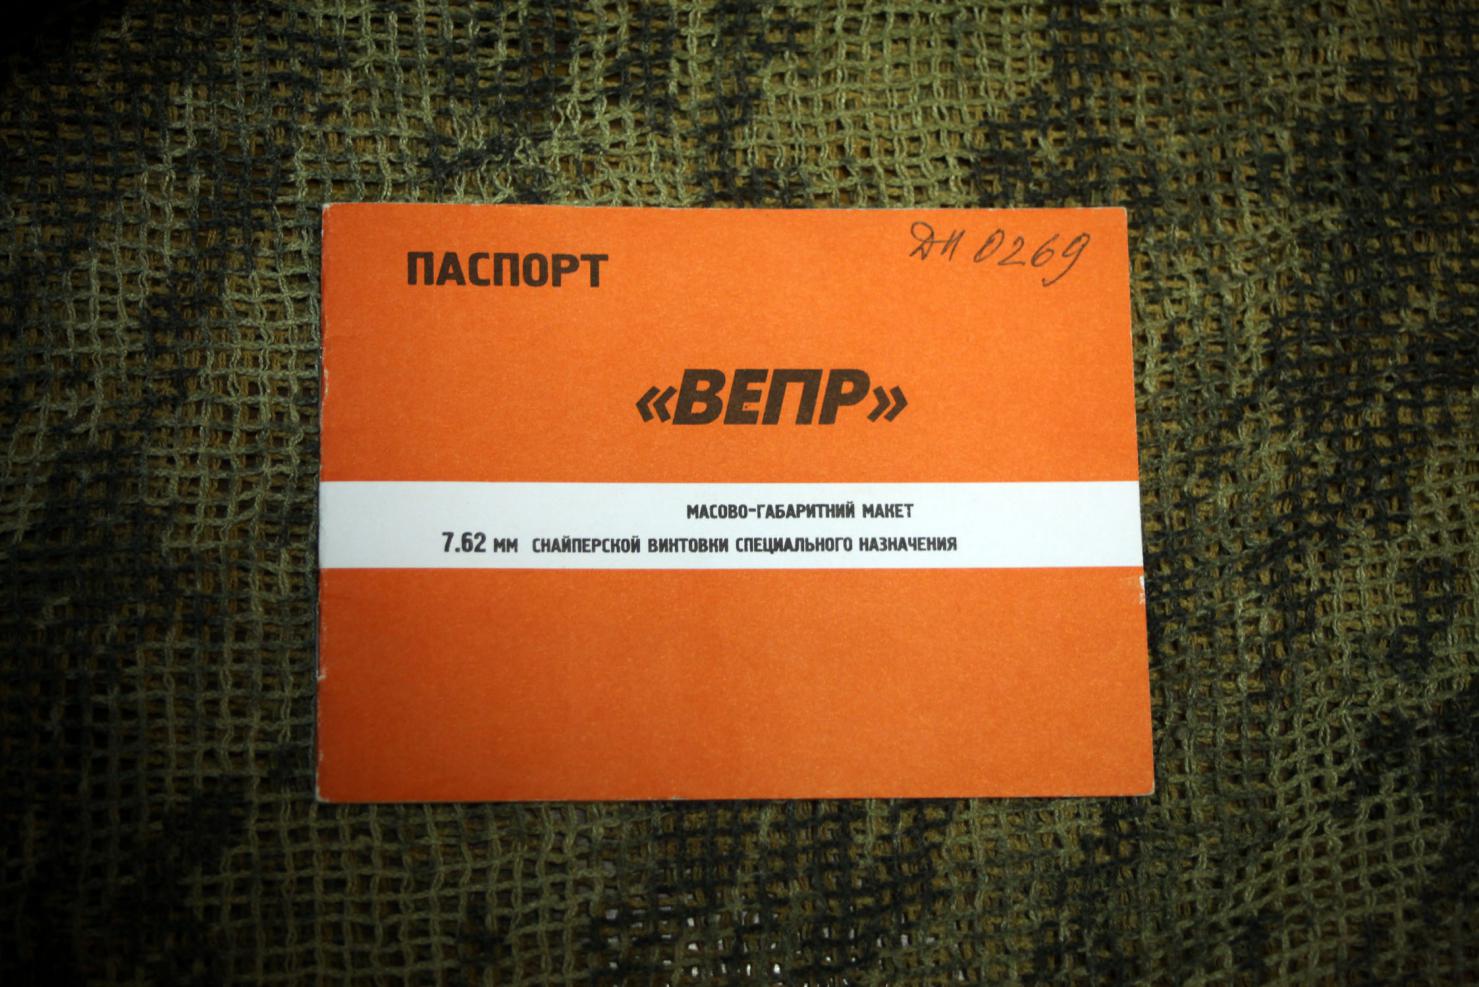 ПАСПОРТ
ДП 0269
«ВЕПР»
МАСОВО-ГАБАРИТНИЙ МАКЕТ
7.62 мм СНАЙПЕРСКОЙ ВИНТОВКИ СПЕЦИАЛЬНОГО НАЗНАЧЕНИЯ